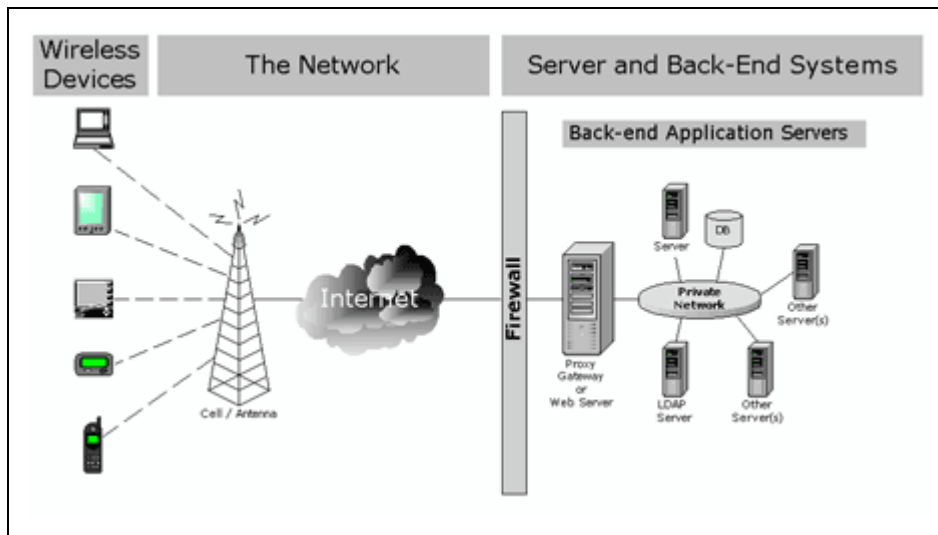 Wireless
Devices
The Network
Server and Back-End Systems
Back-end Application Servers
Firewall
Internet
Cell / Antenna
Proxy
Gateway
or
Web Server
Server
DB
Private
Network
Other
Server(s)
LDAP
Server
Other
Server(s)